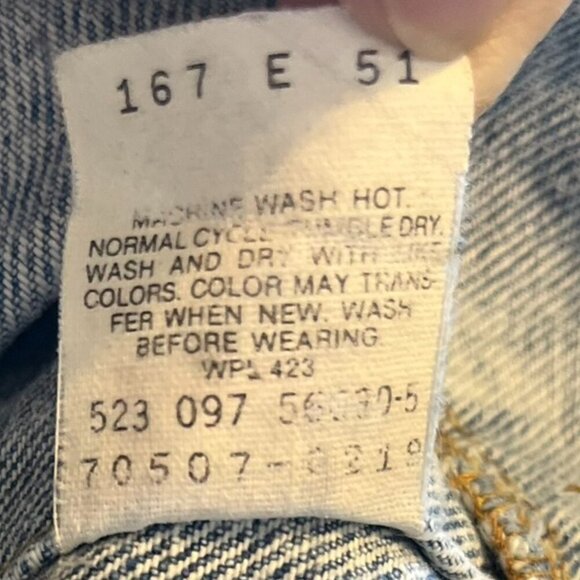 167 E 51
MACHINE WASH HOT.
NORMAL CYCLE TUMBLE DRY.
WASH AND DRY WITH LIKE
COLORS. COLOR MAY TRANS-
FER WHEN NEW. WASH
BEFORE WEARING.
WPL 423
523 097
70507-0219